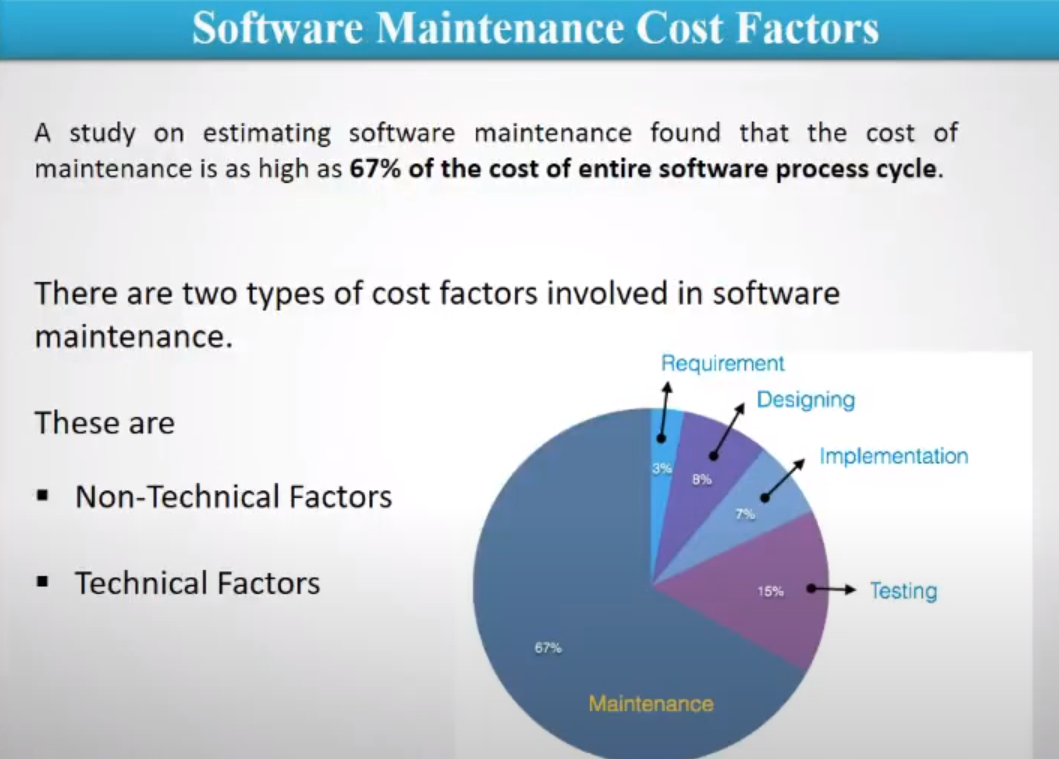 Software Maintenance Cost Factors
A study on estimating software maintenance found that the cost of
maintenance is as high as 67% of the cost of entire software process cycle.
There are two types of cost factors involved in software
maintenance.
These are
▪ Non-Technical Factors
▪ Technical Factors
Requirement
Designing
Implementation
3%
8%
7%
15%
Testing
67%
Maintenance